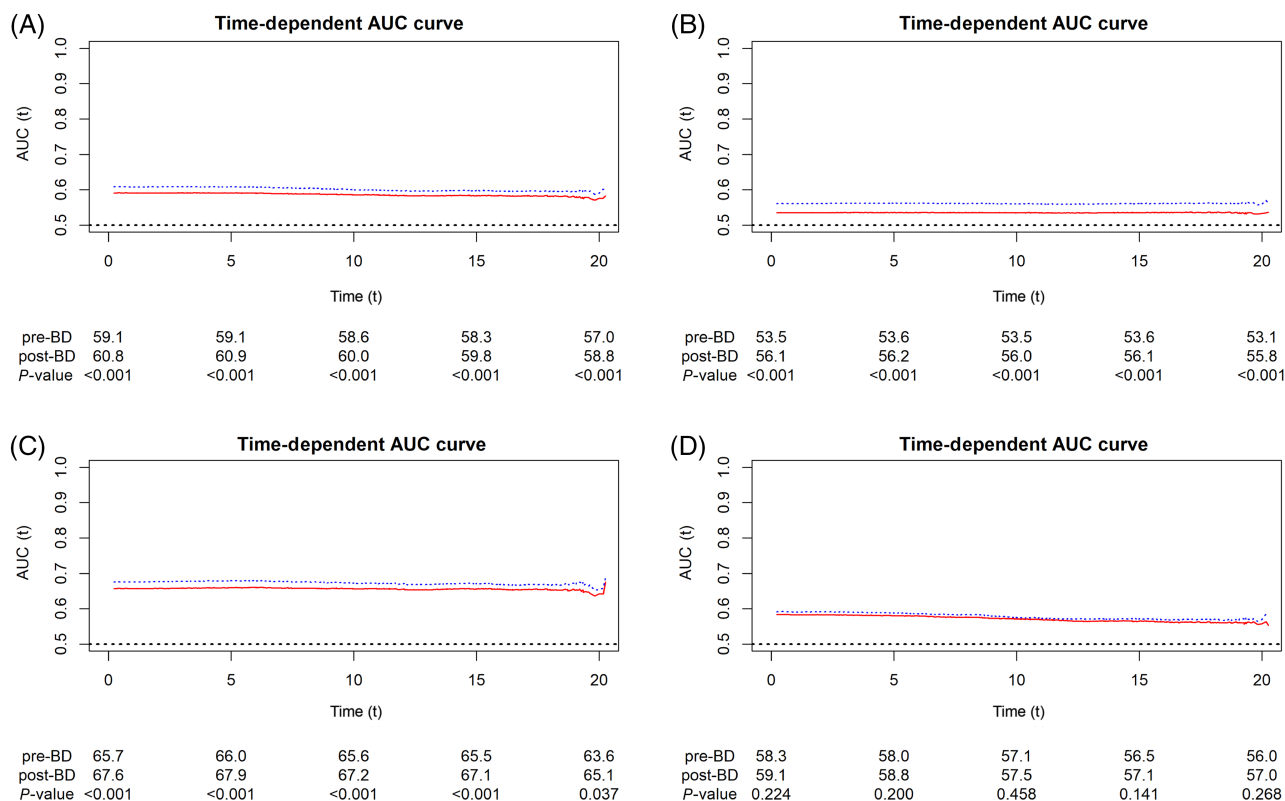 (A)
Time-dependent AUC curve
AUC (t)
1.0
0.9
0.8
0.7
0.6
0.5
0 5 10 15 20
Time (t)
pre-BD 59.1 59.1 58.6 58.3 57.0
post-BD 60.8 60.9 60.0 59.8 58.8
P-value <0.001 <0.001 <0.001 <0.001 <0.001
(B)
Time-dependent AUC curve
AUC (t)
1.0
0.9
0.8
0.7
0.6
0.5
0 5 10 15 20
Time (t)
pre-BD 53.5 53.6 53.5 53.6 53.1
post-BD 56.1 56.2 56.0 56.1 55.8
P-value <0.001 <0.001 <0.001 <0.001 <0.001
(C)
Time-dependent AUC curve
AUC (t)
1.0
0.9
0.8
0.7
0.6
0.5
0 5 10 15 20
Time (t)
pre-BD 65.7 66.0 65.6 65.5 63.6
post-BD 67.6 67.9 67.2 67.1 65.1
P-value <0.001 <0.001 <0.001 <0.001 0.037
(D)
Time-dependent AUC curve
AUC (t)
1.0
0.9
0.8
0.7
0.6
0.5
0 5 10 15 20
Time (t)
pre-BD 58.3 58.0 57.1 56.5 56.0
post-BD 59.1 58.8 57.5 57.1 57.0
P-value 0.224 0.200 0.458 0.141 0.268